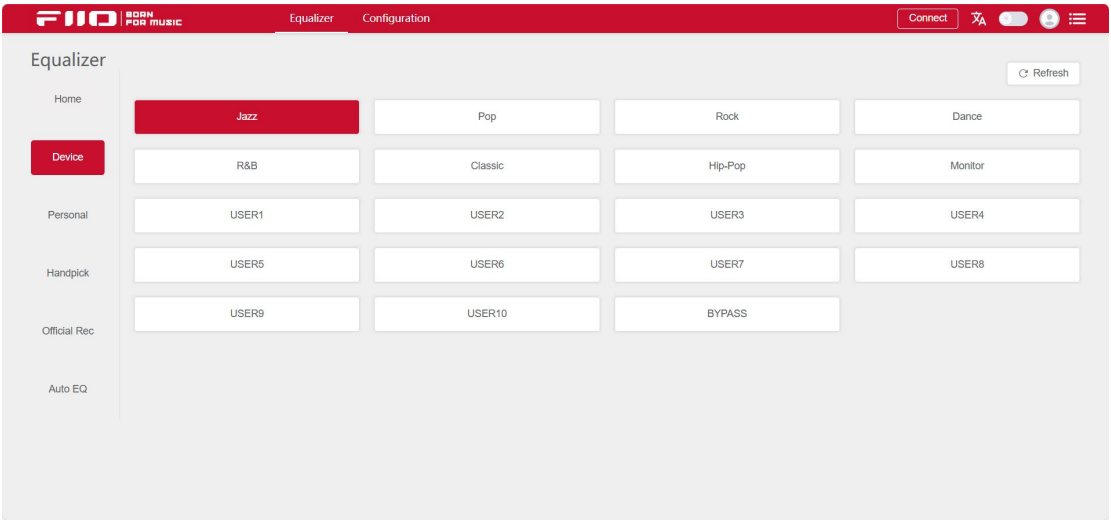 FIIO BORN FOR MUSIC Equalizer Configuration Connect
Equalizer
Refresh
Home
Device
Personal
Handpick
Official Rec
Auto EQ
Jazz Pop Rock Dance
R&B Classic Hip-Pop Monitor
USER1 USER2 USER3 USER4
USER5 USER6 USER7 USER8
USER9 USER10 BYPASS